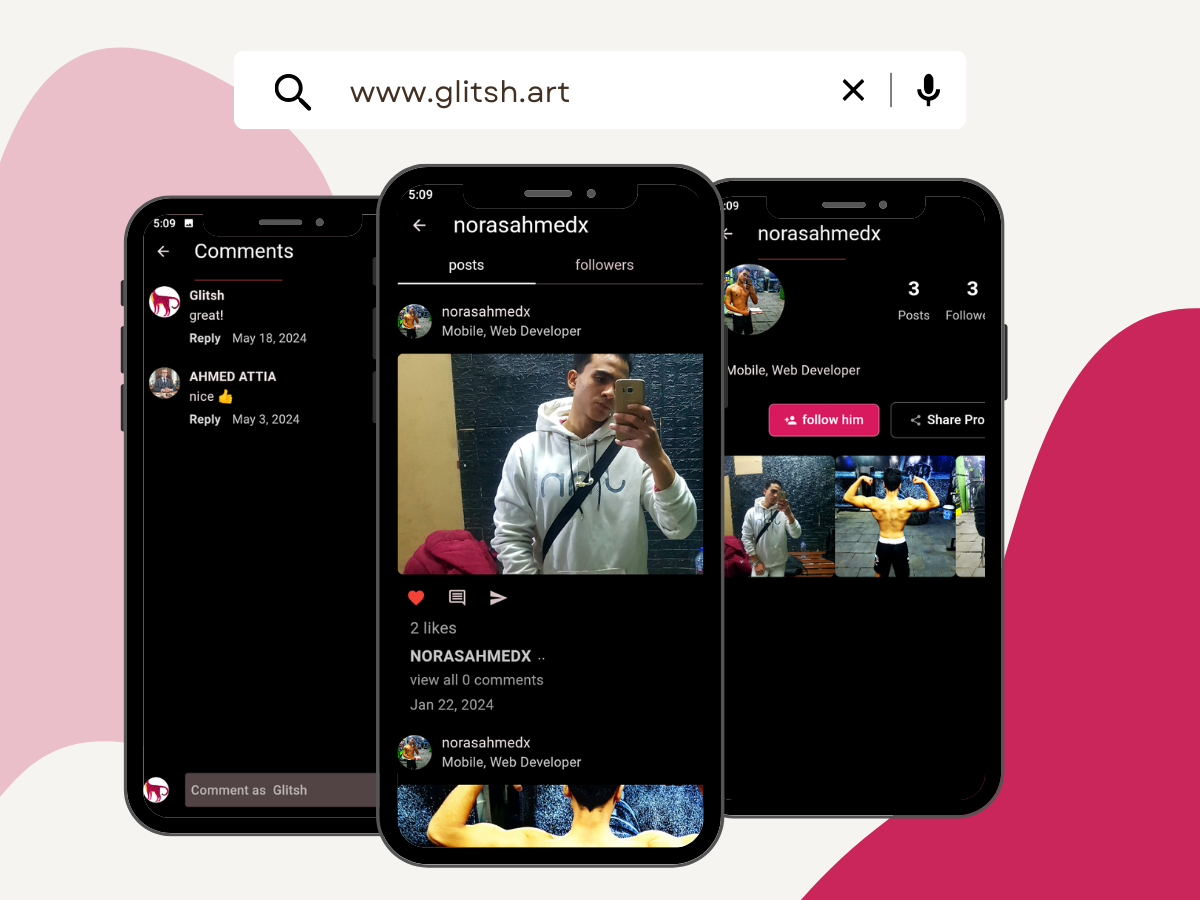 www.glitsh.art
5:09
Comments
Glitsh
great!
Reply May 18, 2024
AHMED ATTIA
nice 👍
Reply May 3, 2024
Comment as Glitsh
5:09
norasahmedx
posts followers
norasahmedx
Mobile, Web Developer
2 likes
NORASAHMEDX ..
view all 0 comments
Jan 22, 2024
norasahmedx
Mobile, Web Developer
:09
norasahmedx
3 3
Posts Followe
Mobile, Web Developer
follow him Share Pro